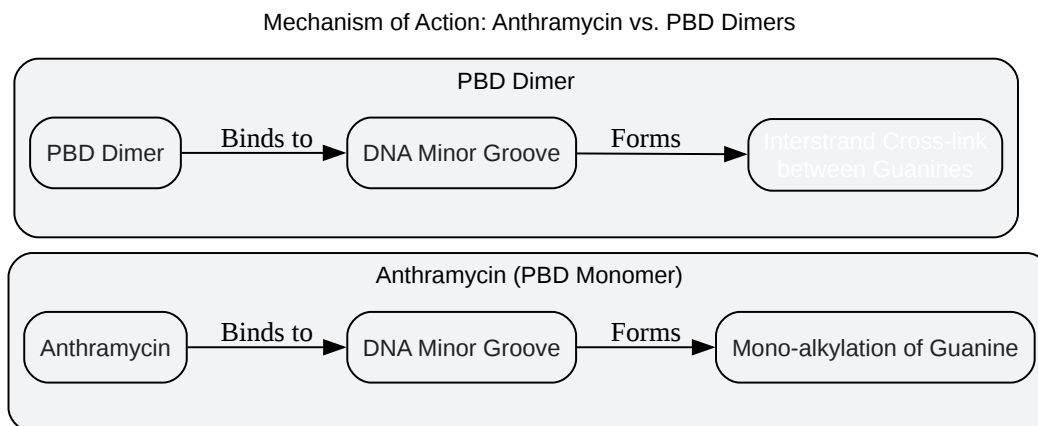 Mechanism of Action: Anthramycin vs. PBD Dimers
PBD Dimer
PBD Dimer
Binds to
DNA Minor Groove
Forms
Interstrand Cross-link
between Guanines
Anthramycin (PBD Monomer)
Anthramycin
Binds to
DNA Minor Groove
Forms
Mono-alkylation of Guanine